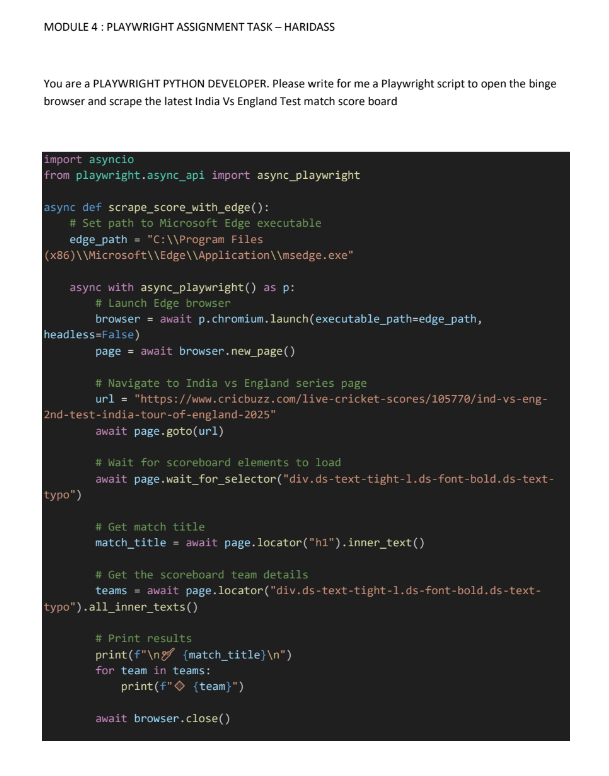 MODULE 4 : PLAYWRIGHT ASSIGNMENT TASK – HARIDASS
You are a PLAYWRIGHT PYTHON DEVELOPER. Please write for me a Playwright script to open the binge
browser and scrape the latest India Vs England Test match score board
import asyncio
from playwright.async_api import async_playwright
async def scrape_score_with_edge():
    # Set path to Microsoft Edge executable
    edge_path = "C:\\Program Files
(x86)\\Microsoft\\Edge\\Application\\msedge.exe"
    async with async_playwright() as p:
        # Launch Edge browser
        browser = await p.chromium.launch(executable_path=edge_path,
headless=False)
        page = await browser.new_page()
        # Navigate to India vs England series page
        url = "https://www.cricbuzz.com/live-cricket-scores/105770/ind-vs-eng-
2nd-test-india-tour-of-england-2025"
        await page.goto(url)
        # Wait for scoreboard elements to load
        await page.wait_for_selector("div.ds-text-tight-l.ds-font-bold.ds-text-
typo")
        # Get match title
        match_title = await page.locator("h1").inner_text()
        # Get the scoreboard team details
        teams = await page.locator("div.ds-text-tight-l.ds-font-bold.ds-text-
typo").all_inner_texts()
        # Print results
        print(f"\n🏏 {match_title}\n")
        for team in teams:
            print(f"🔸 {team}")
        await browser.close()